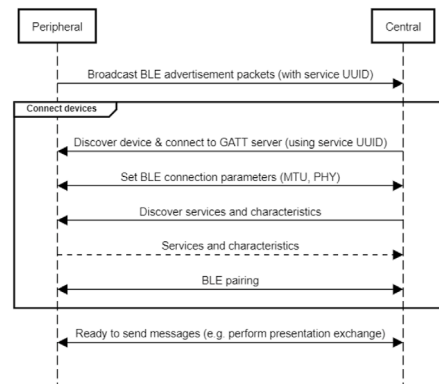 Peripheral
Central
Broadcast BLE advertisement packets (with service UUID)
Connect devices
Discover device & connect to GATT server (using service UUID)
Set BLE connection parameters (MTU, PHY)
Discover services and characteristics
Services and characteristics
BLE pairing
Ready to send messages (e.g. perform presentation exchange)